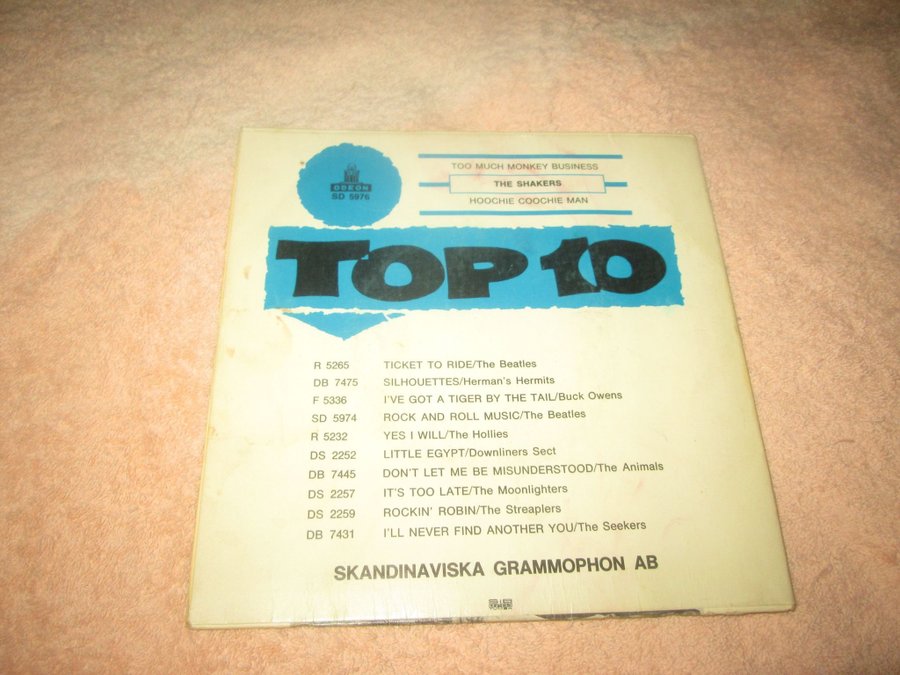 ODEON
SD 5976
TOO MUCH MONKEY BUSINESS
THE SHAKERS
HOOCHIE COOCHIE MAN
TOP 10
R 5265 TICKET TO RIDE/The Beatles
DB 7475 SILHOUETTES/Herman's Hermits
F 5336 I'VE GOT A TIGER BY THE TAIL/Buck Owens
SD 5974 ROCK AND ROLL MUSIC/The Beatles
R 5232 YES I WILL/The Hollies
DS 2252 LITTLE EGYPT/Downliners Sect
DB 7445 DON'T LET ME BE MISUNDERSTOOD/The Animals
DS 2257 IT'S TOO LATE/The Moonlighters
DS 2259 ROCKIN' ROBIN/The Streaplers
DB 7431 I'LL NEVER FIND ANOTHER YOU/The Seekers
SKANDINAVISKA GRAMMOPHON AB